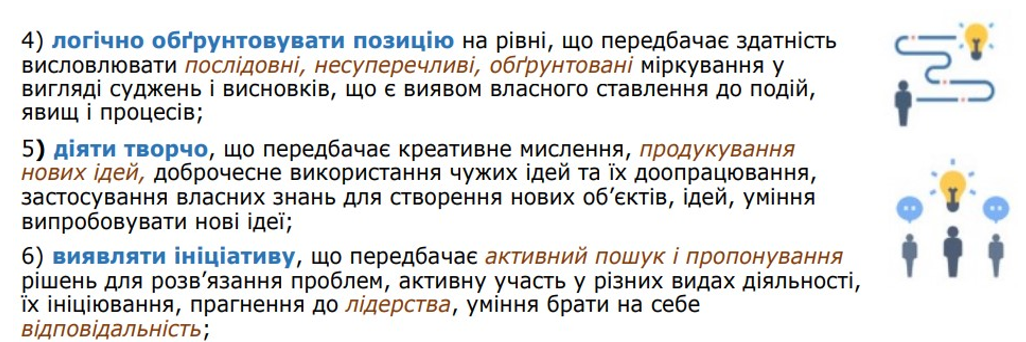 4) логічно обґрунтовувати позицію на рівні, що передбачає здатність
висловлювати послідовні, несуперечливі, обґрунтовані міркування у
вигляді суджень і висновків, що є виявом власного ставлення до подій,
явищ і процесів;
5) діяти творчо, що передбачає креативне мислення, продукування
нових ідей, доброчесне використання чужих ідей та їх доопрацювання,
застосування власних знань для створення нових об’єктів, ідей, уміння
випробовувати нові ідеї;
6) виявляти ініціативу, що передбачає активний пошук і пропонування
рішень для розв’язання проблем, активну участь у різних видах діяльності,
їх ініціювання, прагнення до лідерства, уміння брати на себе
відповідальність;